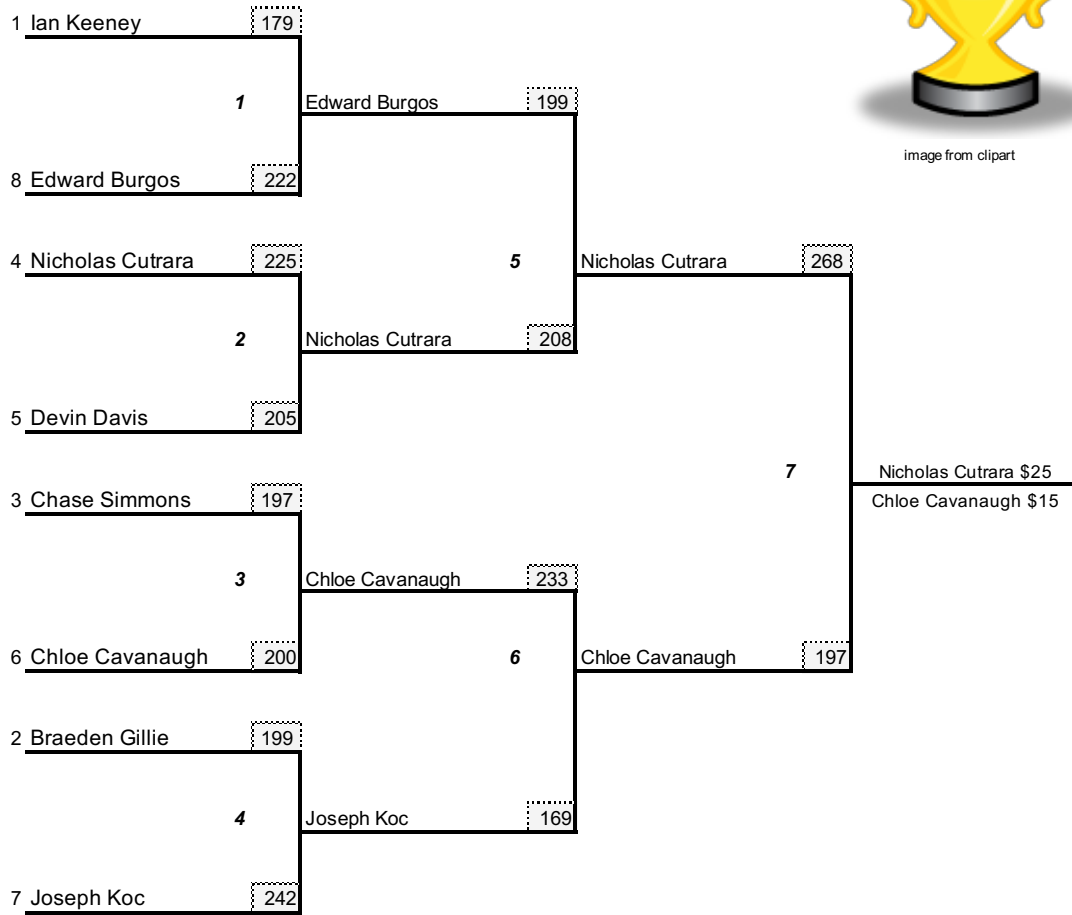 1 Ian Keeney 179
1 Edward Burgos 199
image from clipart
8 Edward Burgos 222
4 Nicholas Cutrara 225 5 Nicholas Cutrara 268
2 Nicholas Cutrara 208
5 Devin Davis 205
7 Nicholas Cutrara $25
3 Chase Simmons 197 Chloe Cavanaugh $15
3 Chloe Cavanaugh 233
6 Chloe Cavanaugh 200 6 Chloe Cavanaugh 197
2 Braeden Gillie 199
4 Joseph Koc 169
7 Joseph Koc 242